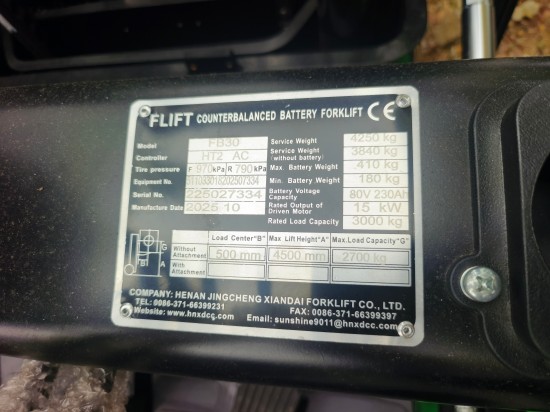 FLIFT COUNTERBALANCED BATTERY FORKLIFT CE
Model FB30 Service Weight 4250 kg
Controller HT2 AC Service Weight (without battery) 3840 kg
Tire pressure F 970 kPa R 790 kPa Max. Battery Weight 410 kg
Equipment No. Min Battery Weight 180 kg
Serial No. 225027334 Battery Voltage Capacity 80V 230Ah
Manufacture Date 2025 10 Rated Output of Driven Motor 15 kW
Rated Load Capacity 3000 kg
Load Center"B" Max Lift Height"A" Max.Load Capacity"G"
Without Attachment 500 mm 4500 mm 2700 kg
With Attachment
G
B
A
COMPANY: HENAN JINGCHENG XIANDAI FORKLIFT CO., LTD.
TEL: 0086-371-66399231 FAX: 0086-371-66399397
Website: www.hnxdcc.com Email: sunshine9011@hnxdcc.com